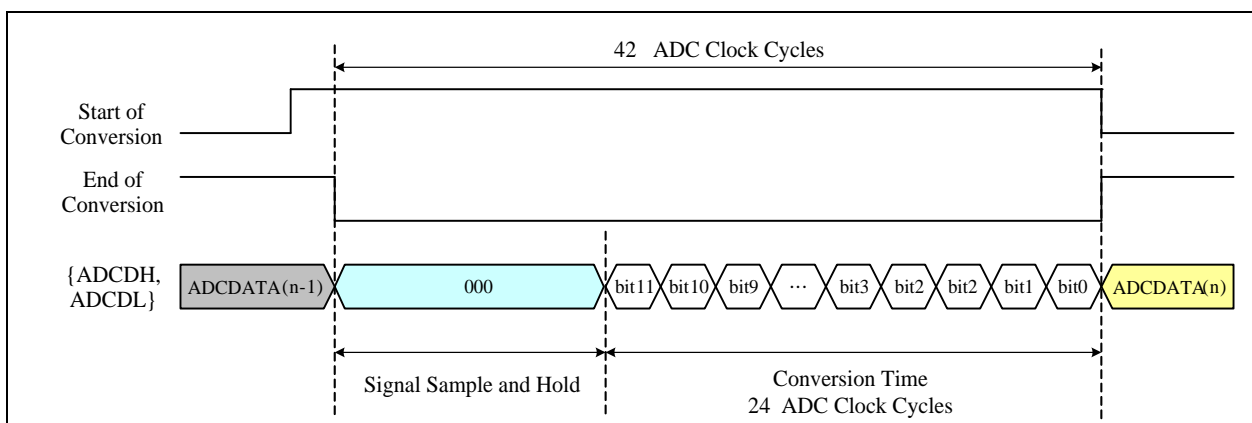 42 ADC Clock Cycles
Start of
Conversion
End of
Conversion
{ADCDH,
ADCDL}
ADCDATA(n-1)
000
bit11
bit10
bit9
...
bit3
bit2
bit2
bit1
bit0
ADCDATA(n)
Signal Sample and Hold
Conversion Time
24 ADC Clock Cycles